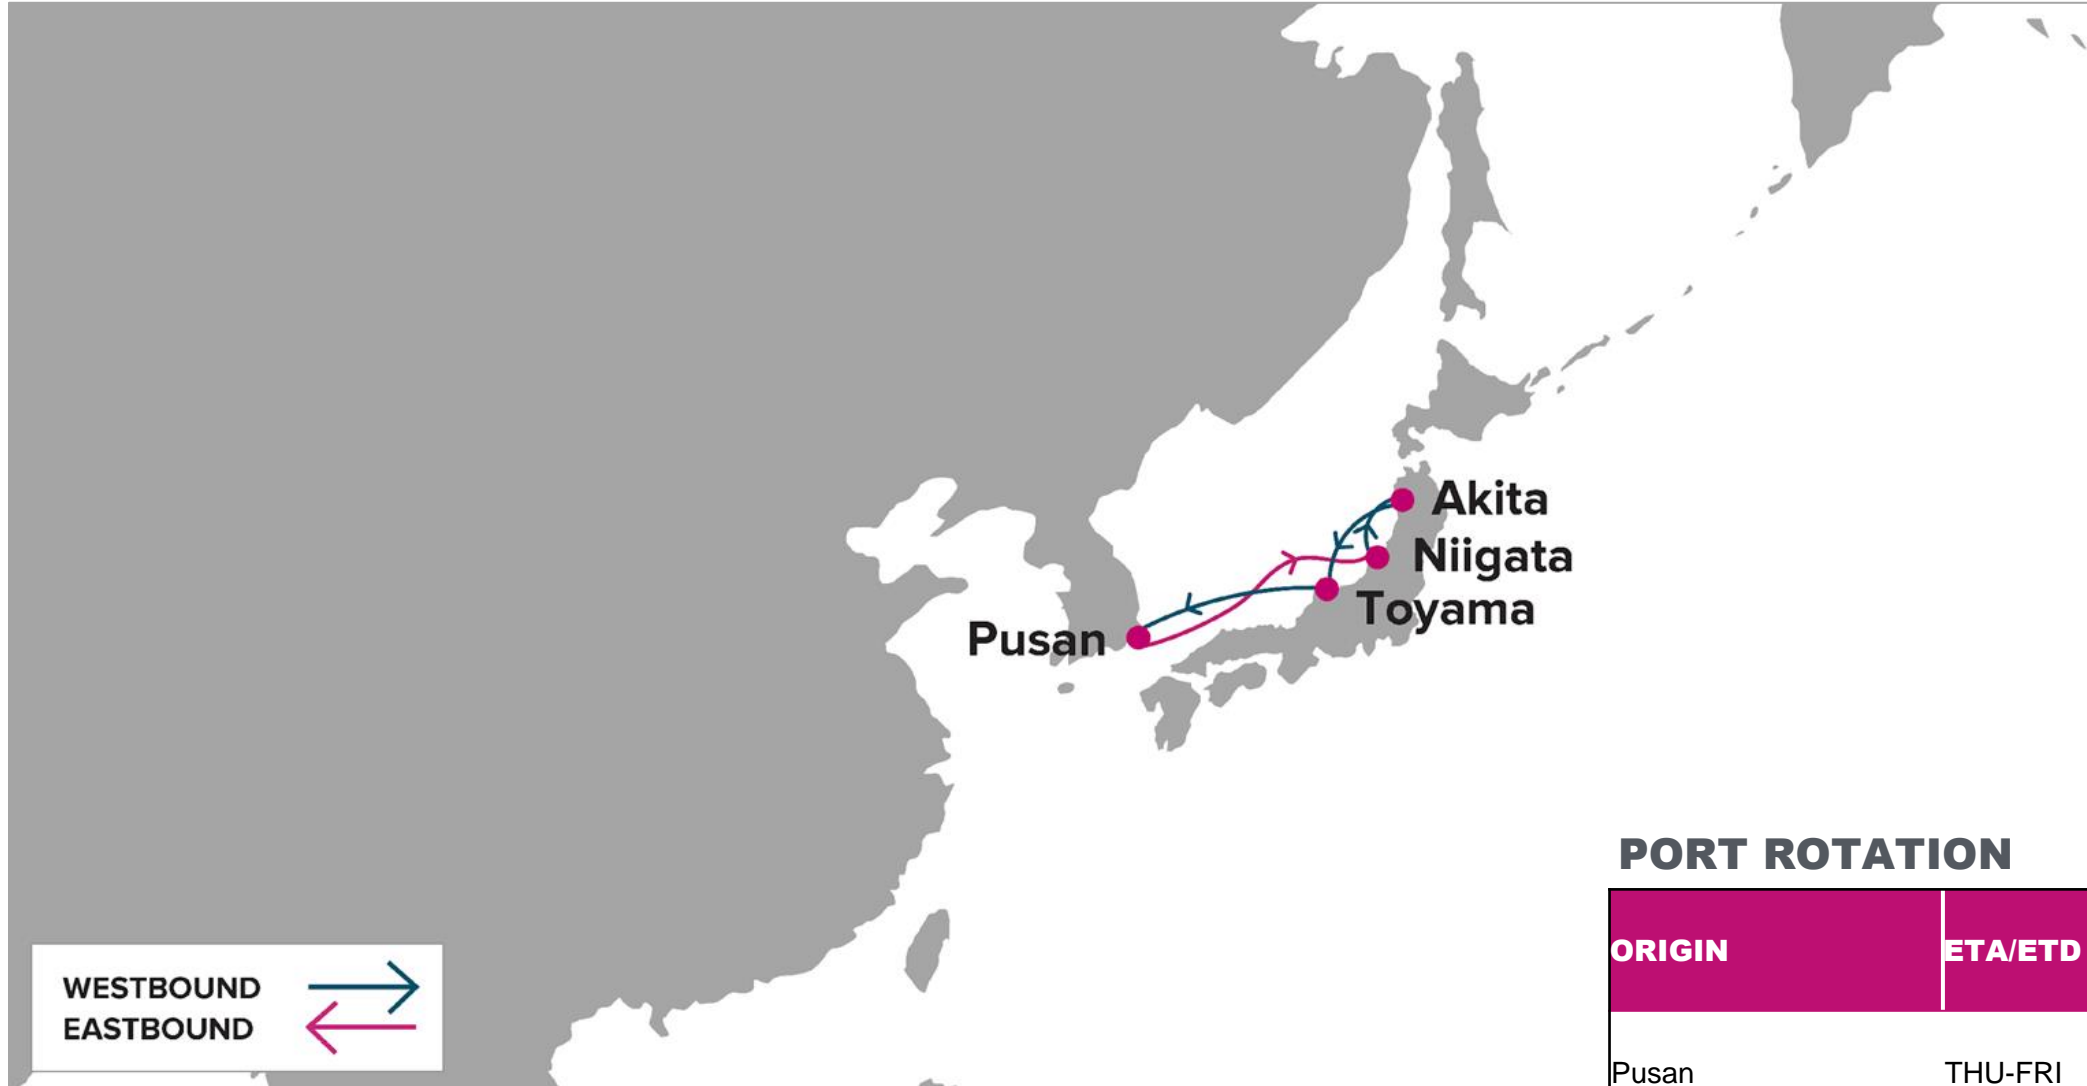 Akita
Niigata
Toyama
Pusan
PORT ROTATION
ORIGIN ETA/ETD
Pusan THU-FRI
WESTBOUND
EASTBOUND